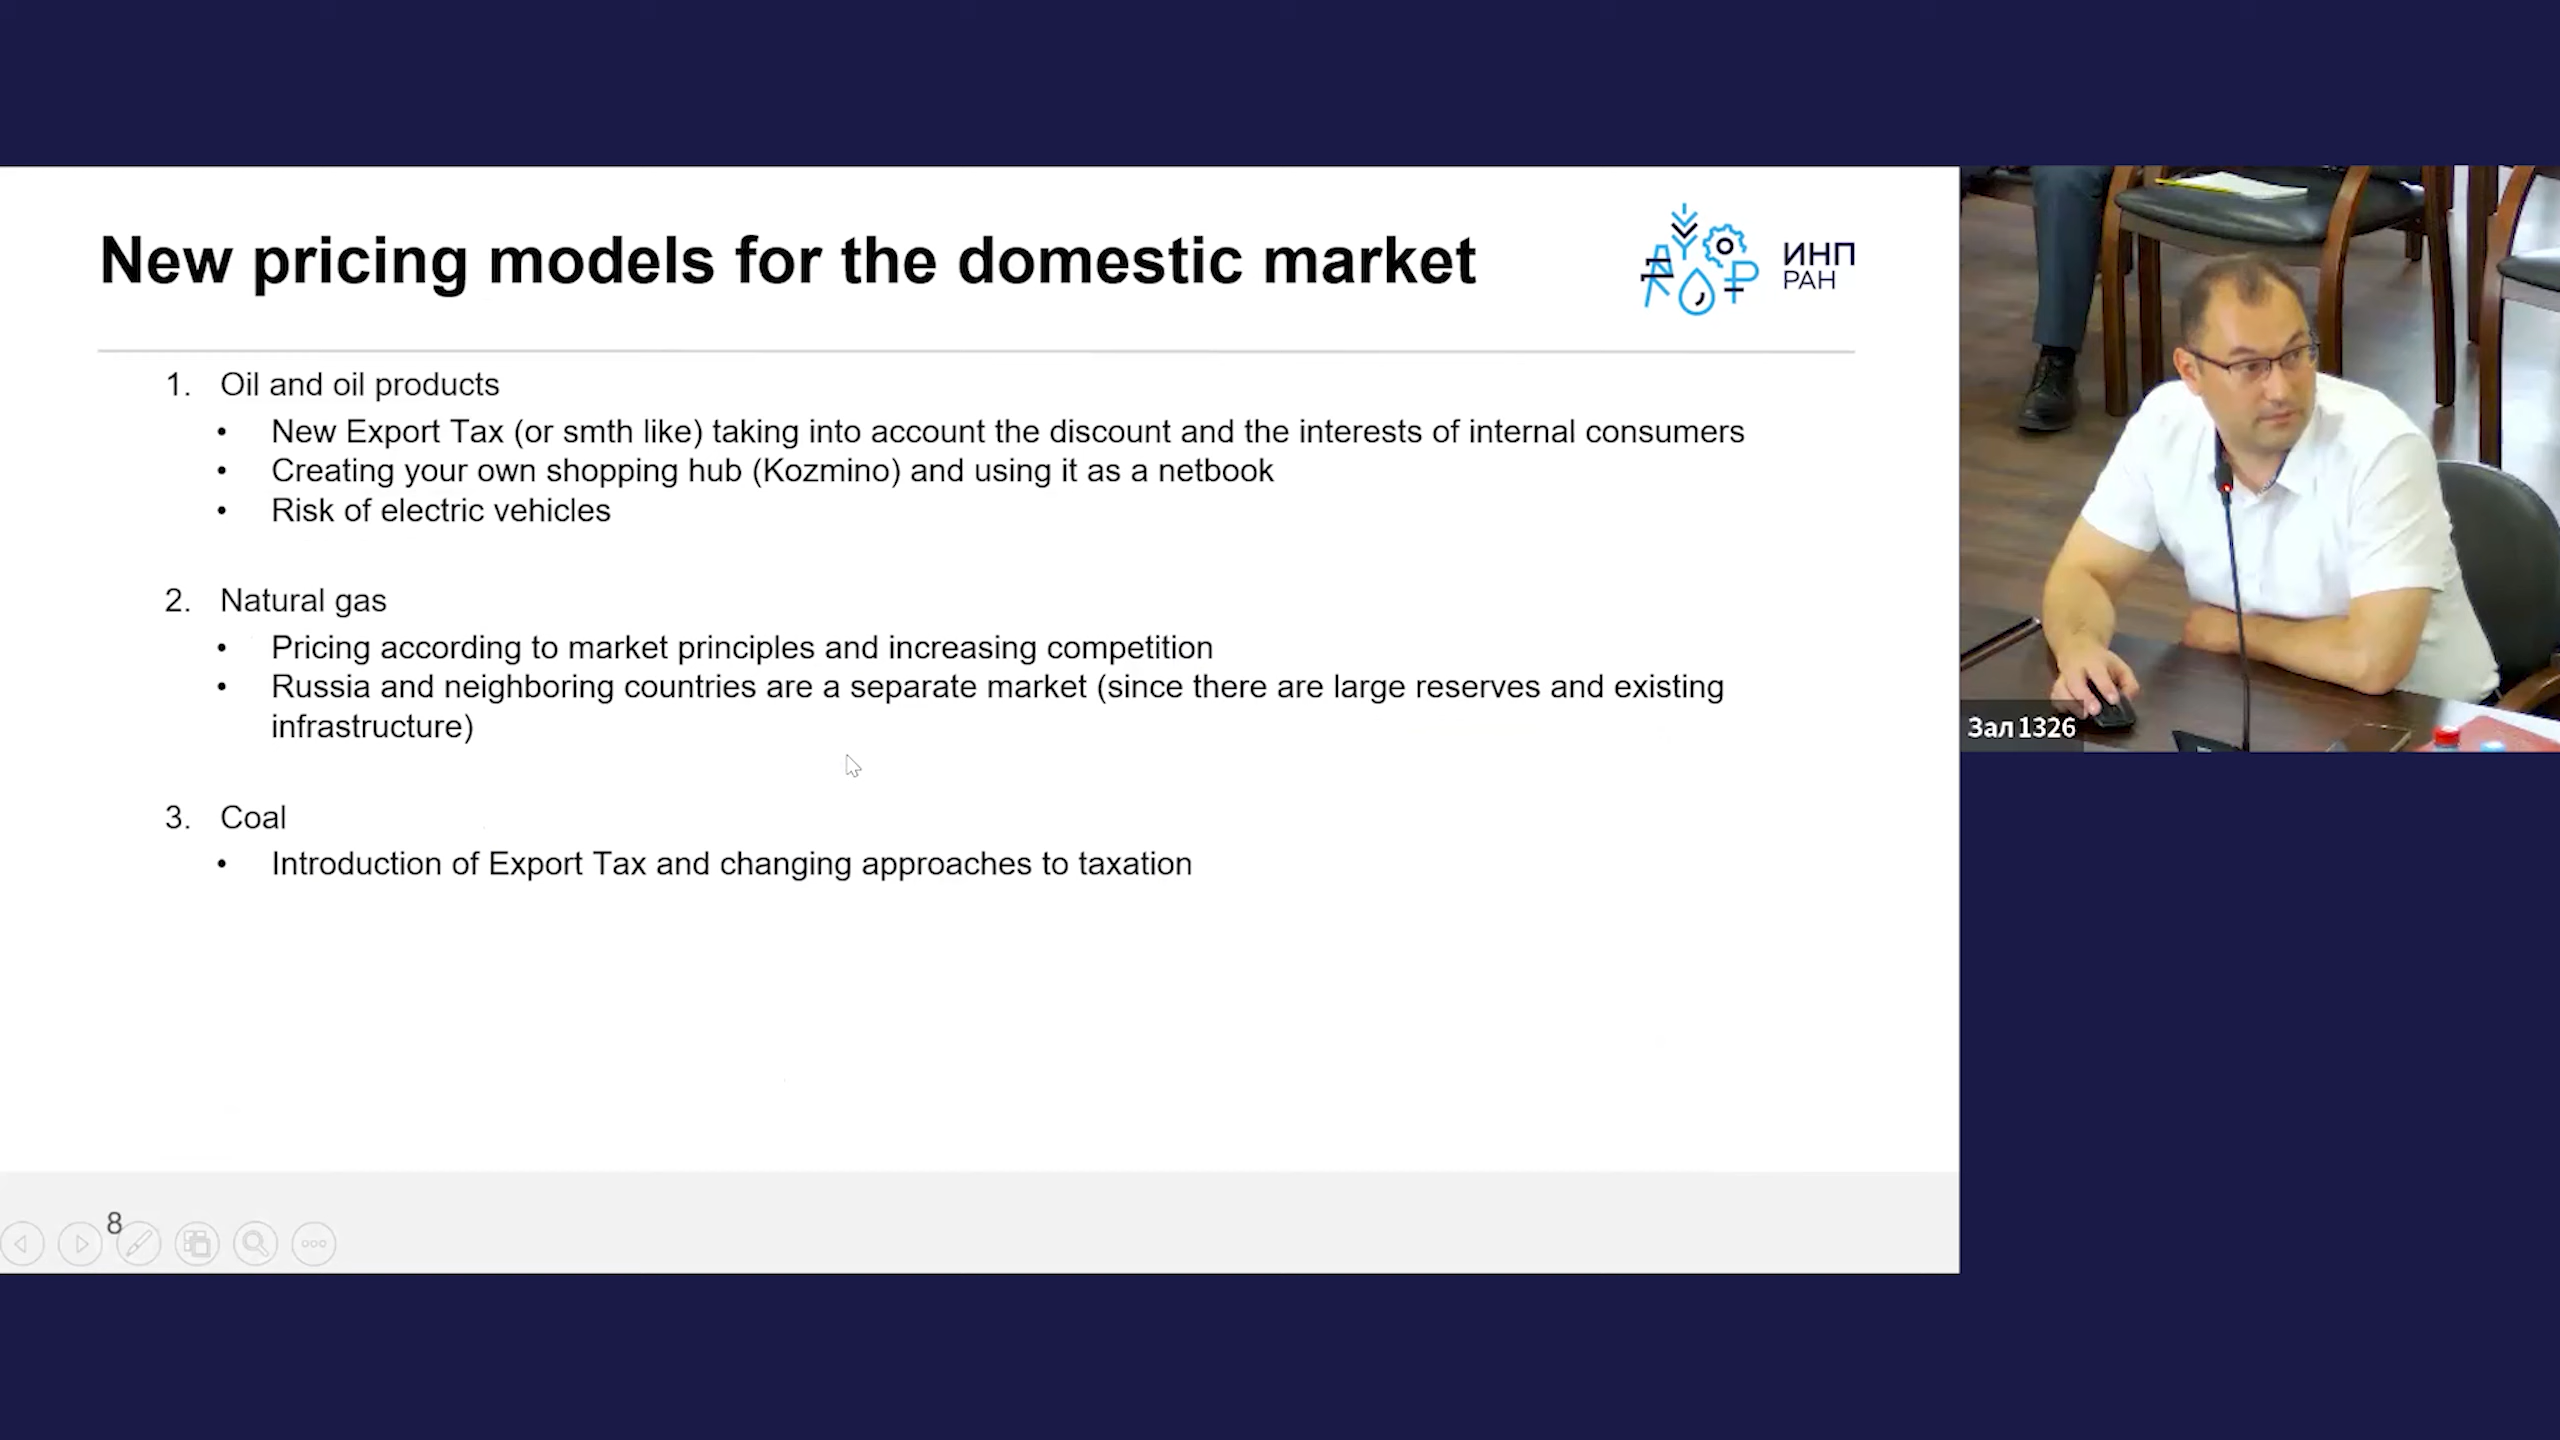 New pricing models for the domestic market
ИНП
РАН
1. Oil and oil products
• New Export Tax (or smth like) taking into account the discount and the interests of internal consumers
• Creating your own shopping hub (Kozmino) and using it as a netbook
• Risk of electric vehicles
2. Natural gas
• Pricing according to market principles and increasing competition
• Russia and neighboring countries are a separate market (since there are large reserves and existing
infrastructure)
3. Coal
• Introduction of Export Tax and changing approaches to taxation
8
Зал 1326